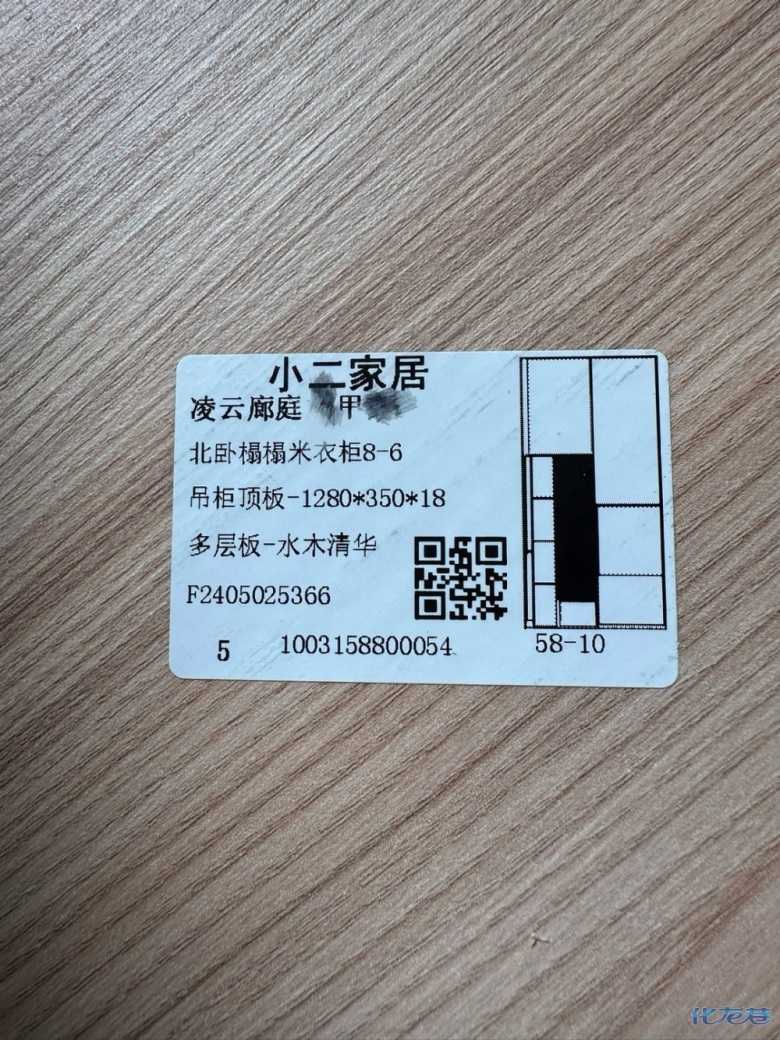 小二家居
凌云廊庭 甲
北卧榻榻米衣柜8-6
吊柜顶板-1280*350*18
多层板-水木清华
F2405025366
5 1003158800054 58-10
化龙巷